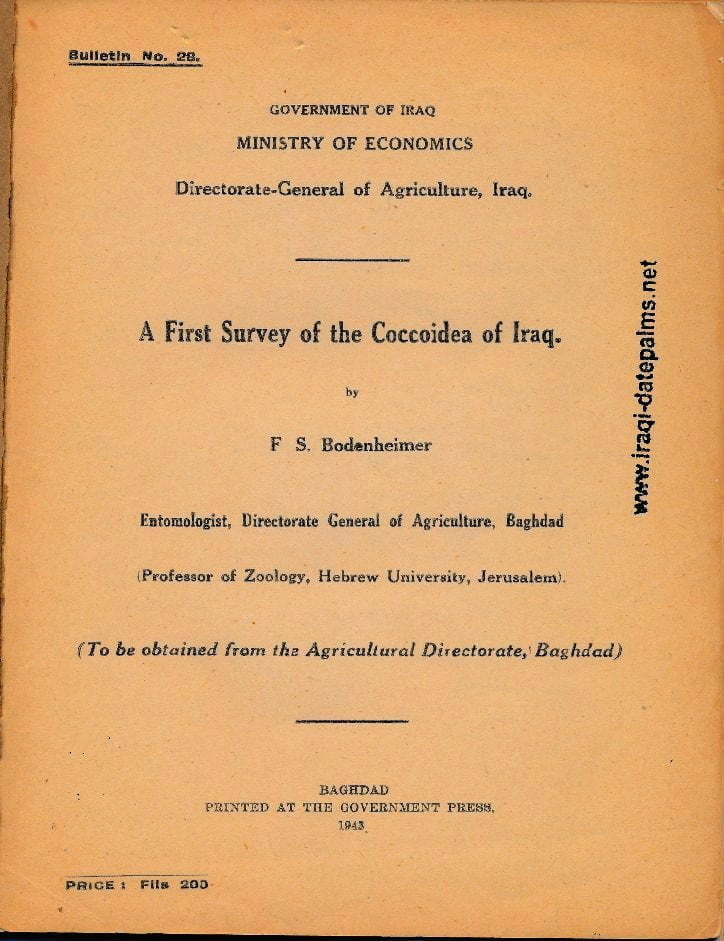 Bulletin No. 28.
GOVERNMENT OF IRAQ
MINISTRY OF ECONOMICS
Directorate-General of Agriculture, Iraq.
A First Survey of the Coccoidea of Iraq.
by
F S. Bodenheimer
Entomologist, Directorate General of Agriculture, Baghdad
(Professor of Zoology, Hebrew University, Jerusalem).
(To be obtained from the Agricultural Directorate, Baghdad)
BAGHDAD
PRINTED AT THE GOVERNMENT PRESS,
1943
PRICE : Fils 200
www.iraqi-datepalms.net